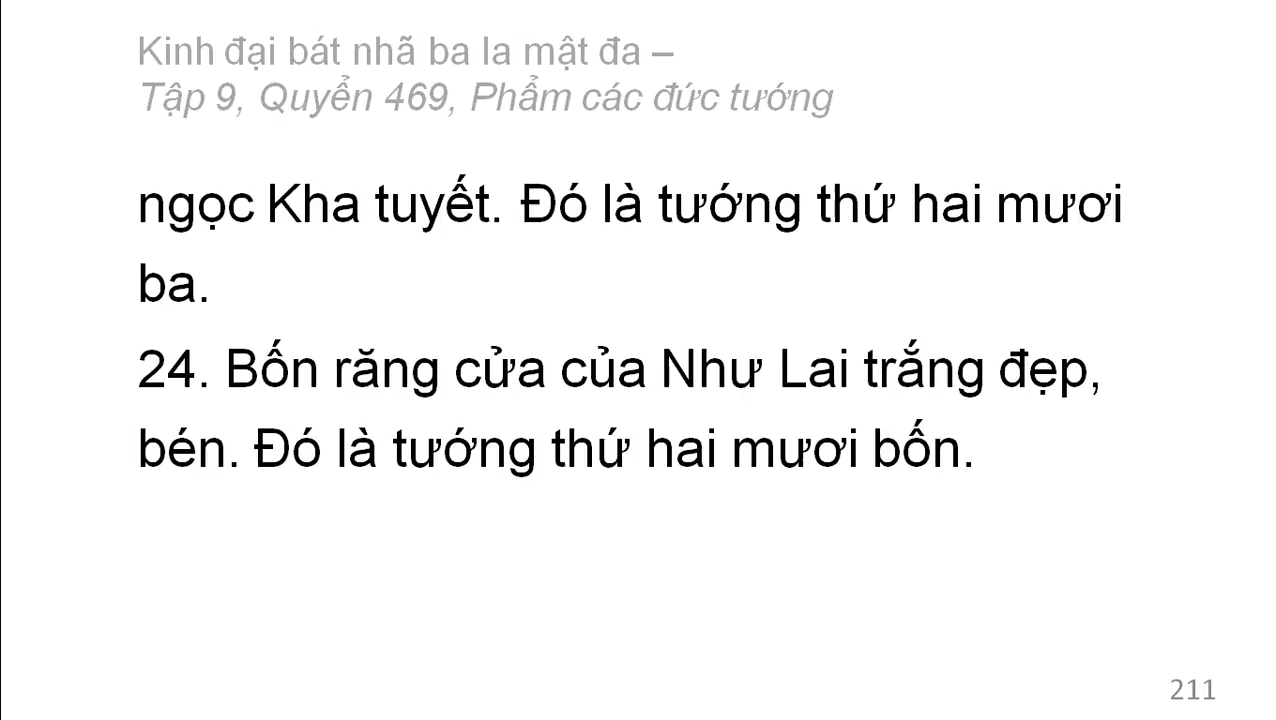 Kinh đại bát nhã ba la mật đa –
Tập 9, Quyển 469, Phẩm các đức tướng
ngọc Kha tuyết. Đó là tướng thứ hai mươi
ba.
24. Bốn răng cửa của Như Lai trắng đẹp,
bén. Đó là tướng thứ hai mươi bốn.
211